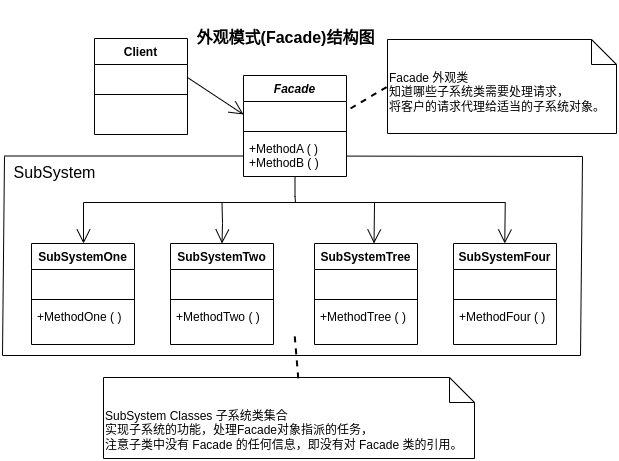 外观模式(Facade)结构图
Client
Facade
+MethodA ( )
+MethodB ( )
Facade 外观类
知道哪些子系统类需要处理请求，
将客户的请求代理给适当的子系统对象。
SubSystem
SubSystemOne
+MethodOne ( )
SubSystemTwo
+MethodTwo ( )
SubSystemTree
+MethodTree ( )
SubSystemFour
+MethodFour ( )
SubSystem Classes 子系统类集合
实现子系统的功能，处理Facade对象指派的任务，
注意子类中没有 Facade 的任何信息，即没有对 Facade 类的引用。